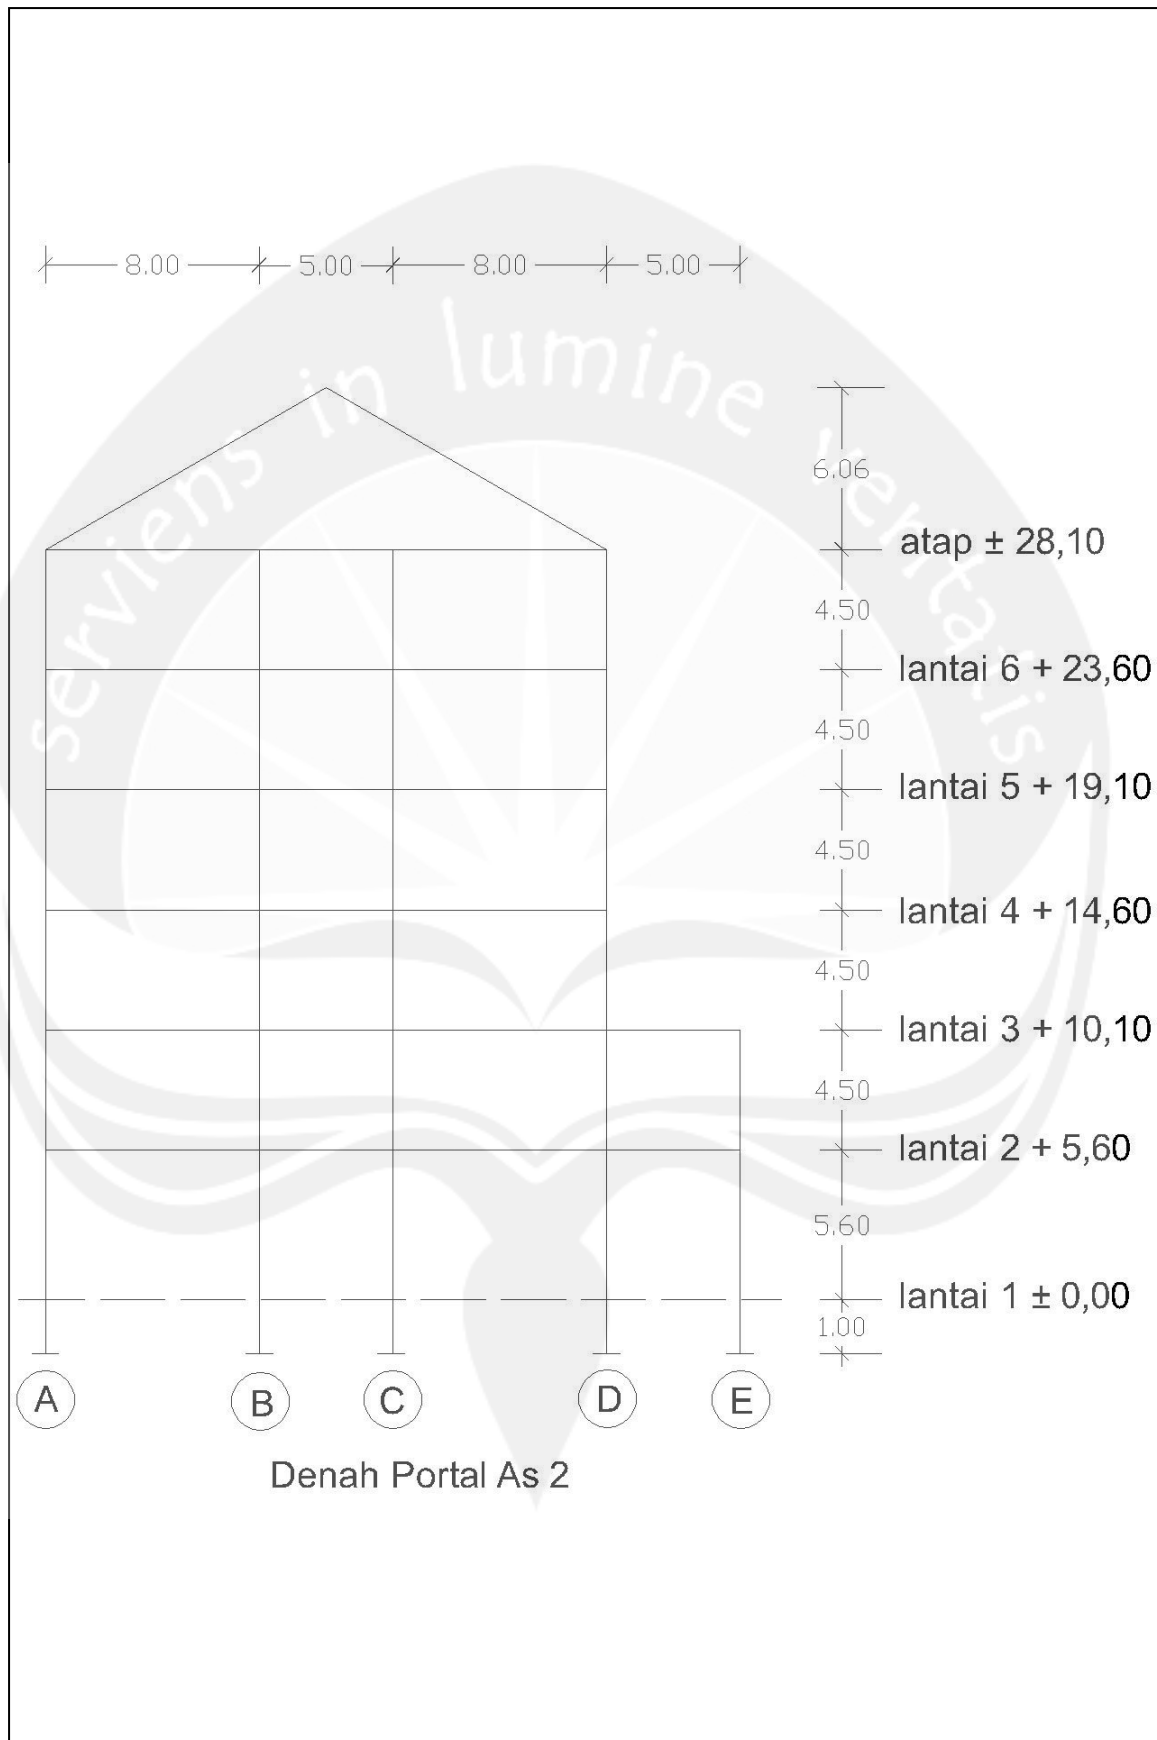 8.00 5.00 8.00 5.00
serviens in lumine veritatis
6.06
atap ± 28,10
4.50
lantai 6 + 23,60
4.50
lantai 5 + 19,10
4.50
lantai 4 + 14,60
4.50
lantai 3 + 10,10
4.50
lantai 2 + 5,60
5.60
lantai 1 ± 0,00
1.00
A B C D E
Denah Portal As 2